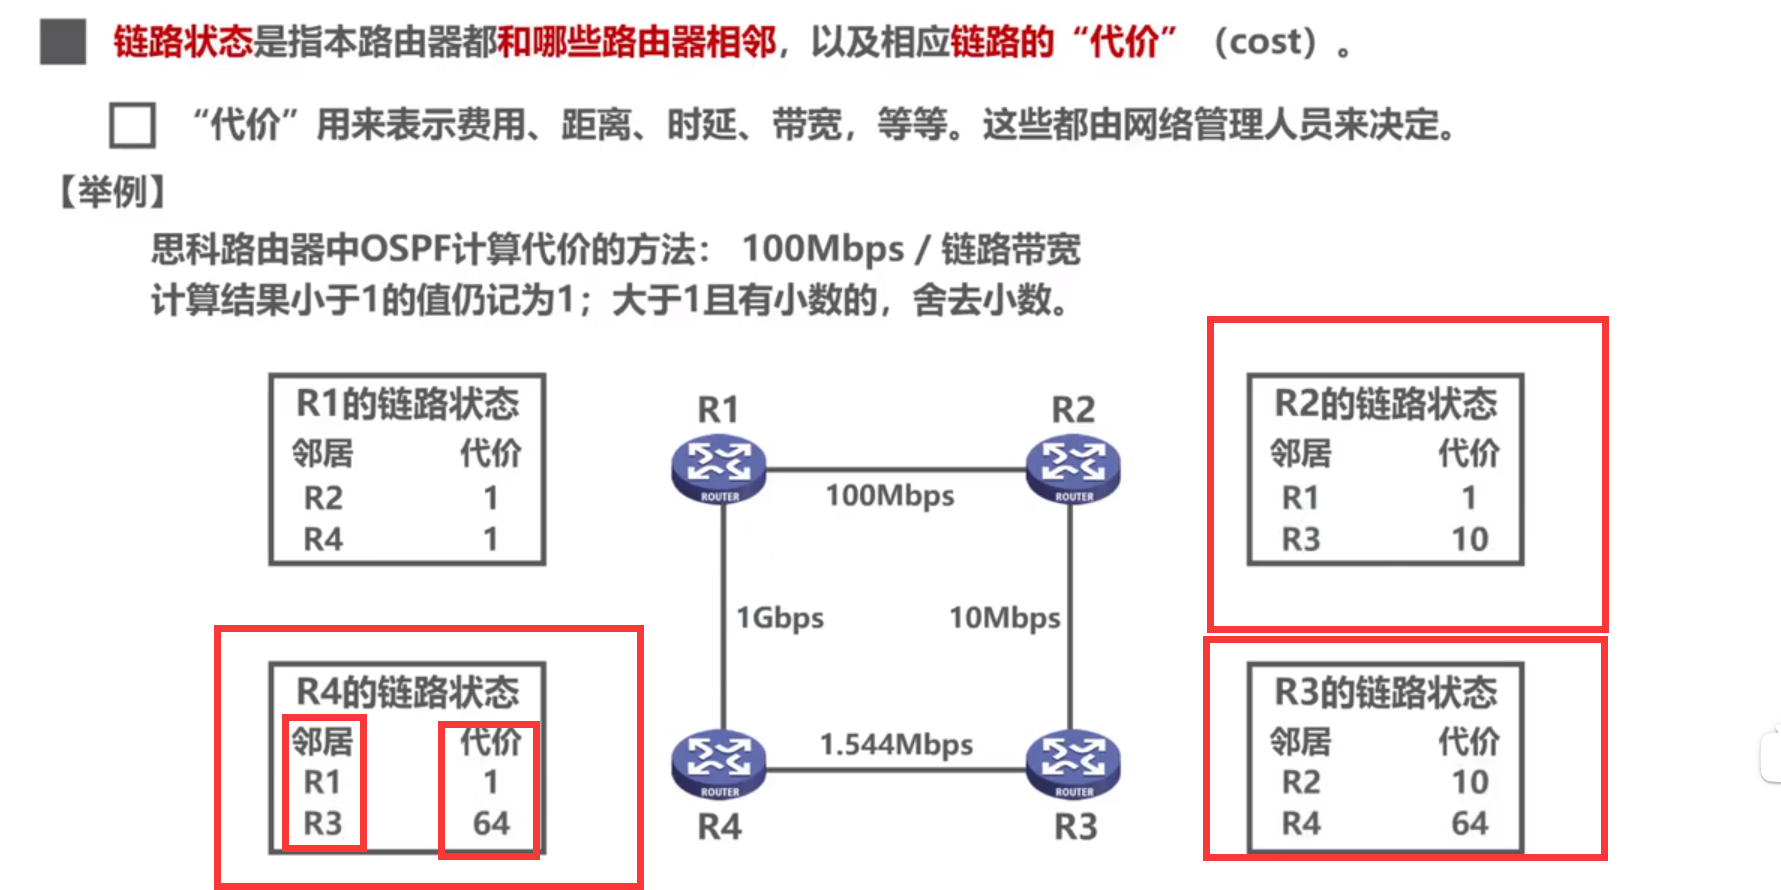 链路状态是指本路由器都和哪些路由器相邻，以及相应链路的“代价”（cost）。
“代价”用来表示费用、距离、时延、带宽，等等。这些都由网络管理人员来决定。
【举例】
思科路由器中OSPF计算代价的方法： 100Mbps / 链路带宽
计算结果小于1的值仍记为1；大于1且有小数的，舍去小数。
R1的链路状态
邻居 代价
R2 1
R4 1
R1
ROUTER
100Mbps
R2
ROUTER
R2的链路状态
邻居 代价
R1 1
R3 10
1Gbps
10Mbps
R4的链路状态
邻居 代价
R1 1
R3 64
ROUTER
R4
1.544Mbps
ROUTER
R3
R3的链路状态
邻居 代价
R2 10
R4 64